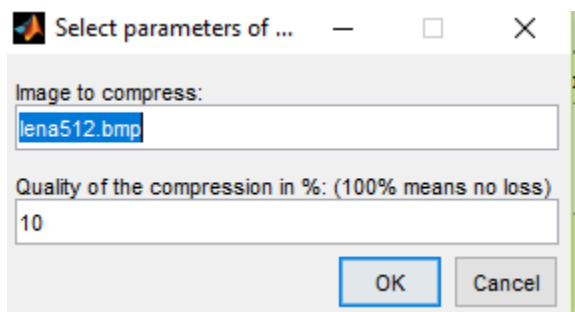 Select parameters of ...
Image to compress:
lena512.bmp
Quality of the compression in %: (100% means no loss)
10
OK
Cancel